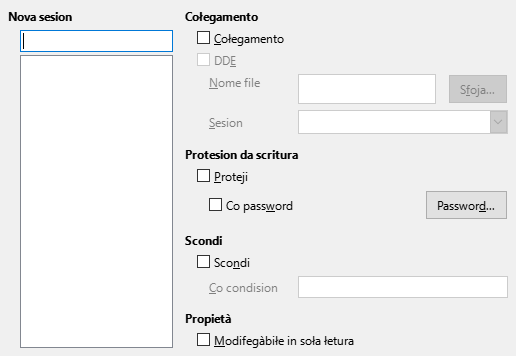 Nova sesion
Cołegamento
Cołegamento
DDE
Nome file
Sfoja...
Sesion
Protesion da scritura
Proteji
Co password
Password...
Scondi
Scondi
Co condision
Propietà
Modifegàbiłe in soła łetura